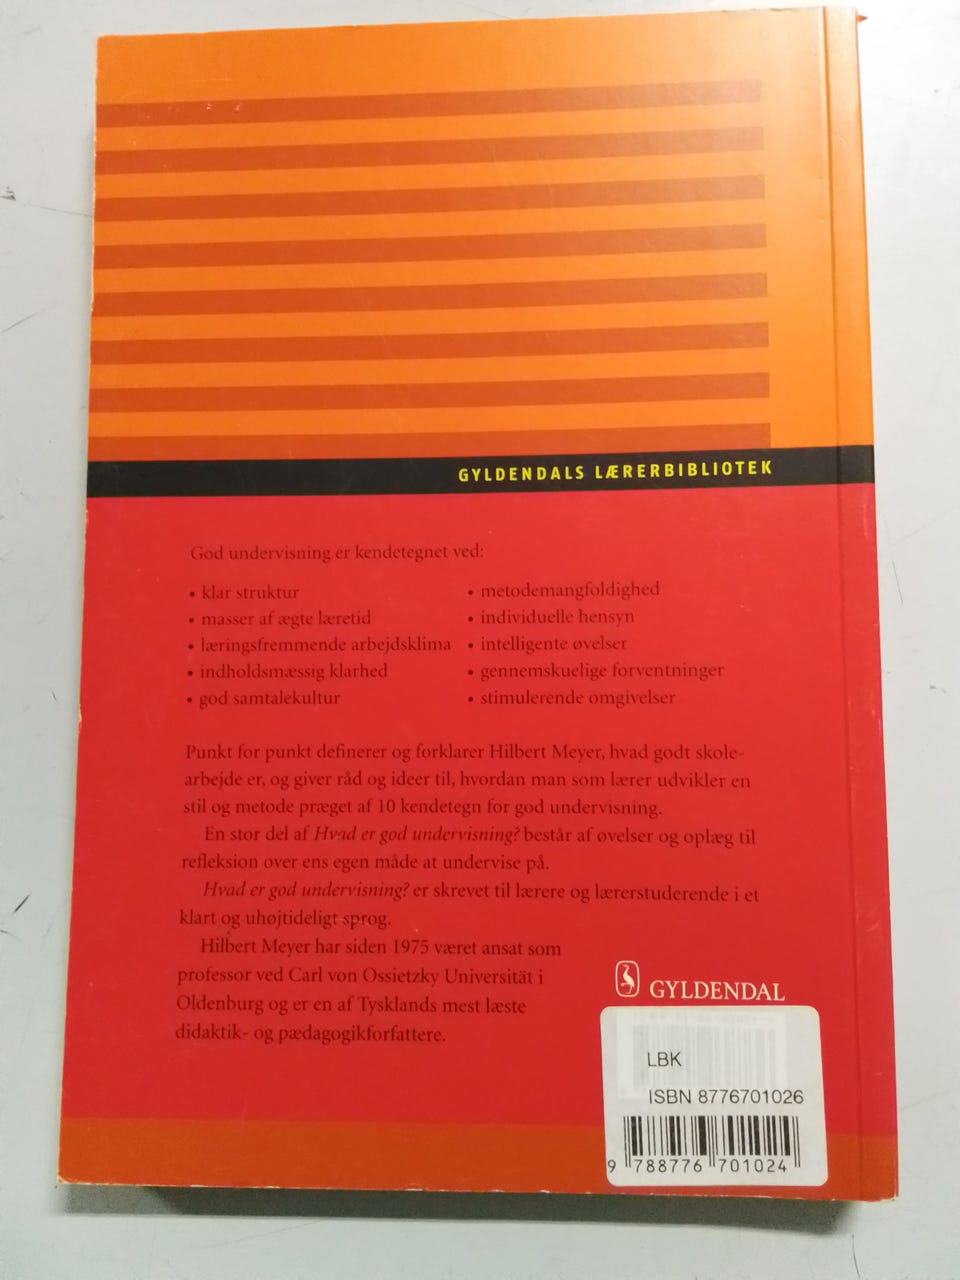 GYLDENDALS LÆRERBIBLIOTEK
God undervisning er kendetegnet ved:
• klar struktur
• masser af ægte læretid
• læringsfremmende arbejdsklima
• indholdsmæssig klarhed
• god samtalekultur
• metodemangfoldighed
• individuelle hensyn
• intelligente øvelser
• gennemskuelige forventninger
• stimulerende omgivelser
Punkt for punkt definerer og forklarer Hilbert Meyer, hvad godt skole-
arbejde er, og giver råd og ideer til, hvordan man som lærer udvikler en
stil og metode præget af 10 kendetegn for god undervisning.
En stor del af Hvad er god undervisning? består af øvelser og oplæg til
refleksion over ens egen måde at undervise på.
Hvad er god undervisning? er skrevet til lærere og lærerstuderende i et
klart og uhøjtideligt sprog.
Hilbert Meyer har siden 1975 været ansat som
professor ved Carl von Ossietzky Universität i
Oldenburg og er en af Tysklands mest læste
didaktik- og pædagogikforfattere.
GYLDENDAL
LBK
ISBN 8776701026
9 788776 701024